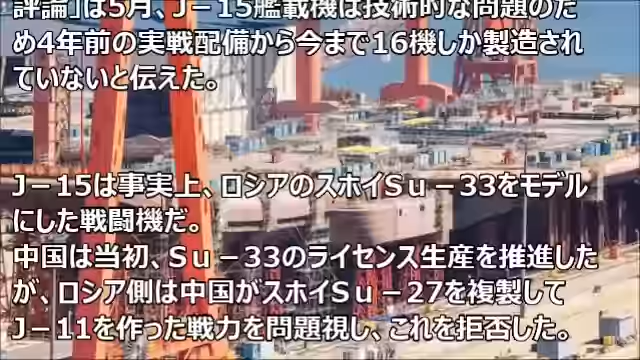 評論」は5月、J－15艦載機は技術的な問題のた
め4年前の実戦配備から今まで16機しか製造され
ていないと伝えた。
J－15は事実上、ロシアのスホイSu－33をモデル
にした戦闘機だ。
中国は当初、Su－33のライセンス生産を推進した
が、ロシア側は中国がスホイSu－27を複製して
J－11を作った戦力を問題視し、これを拒否した。